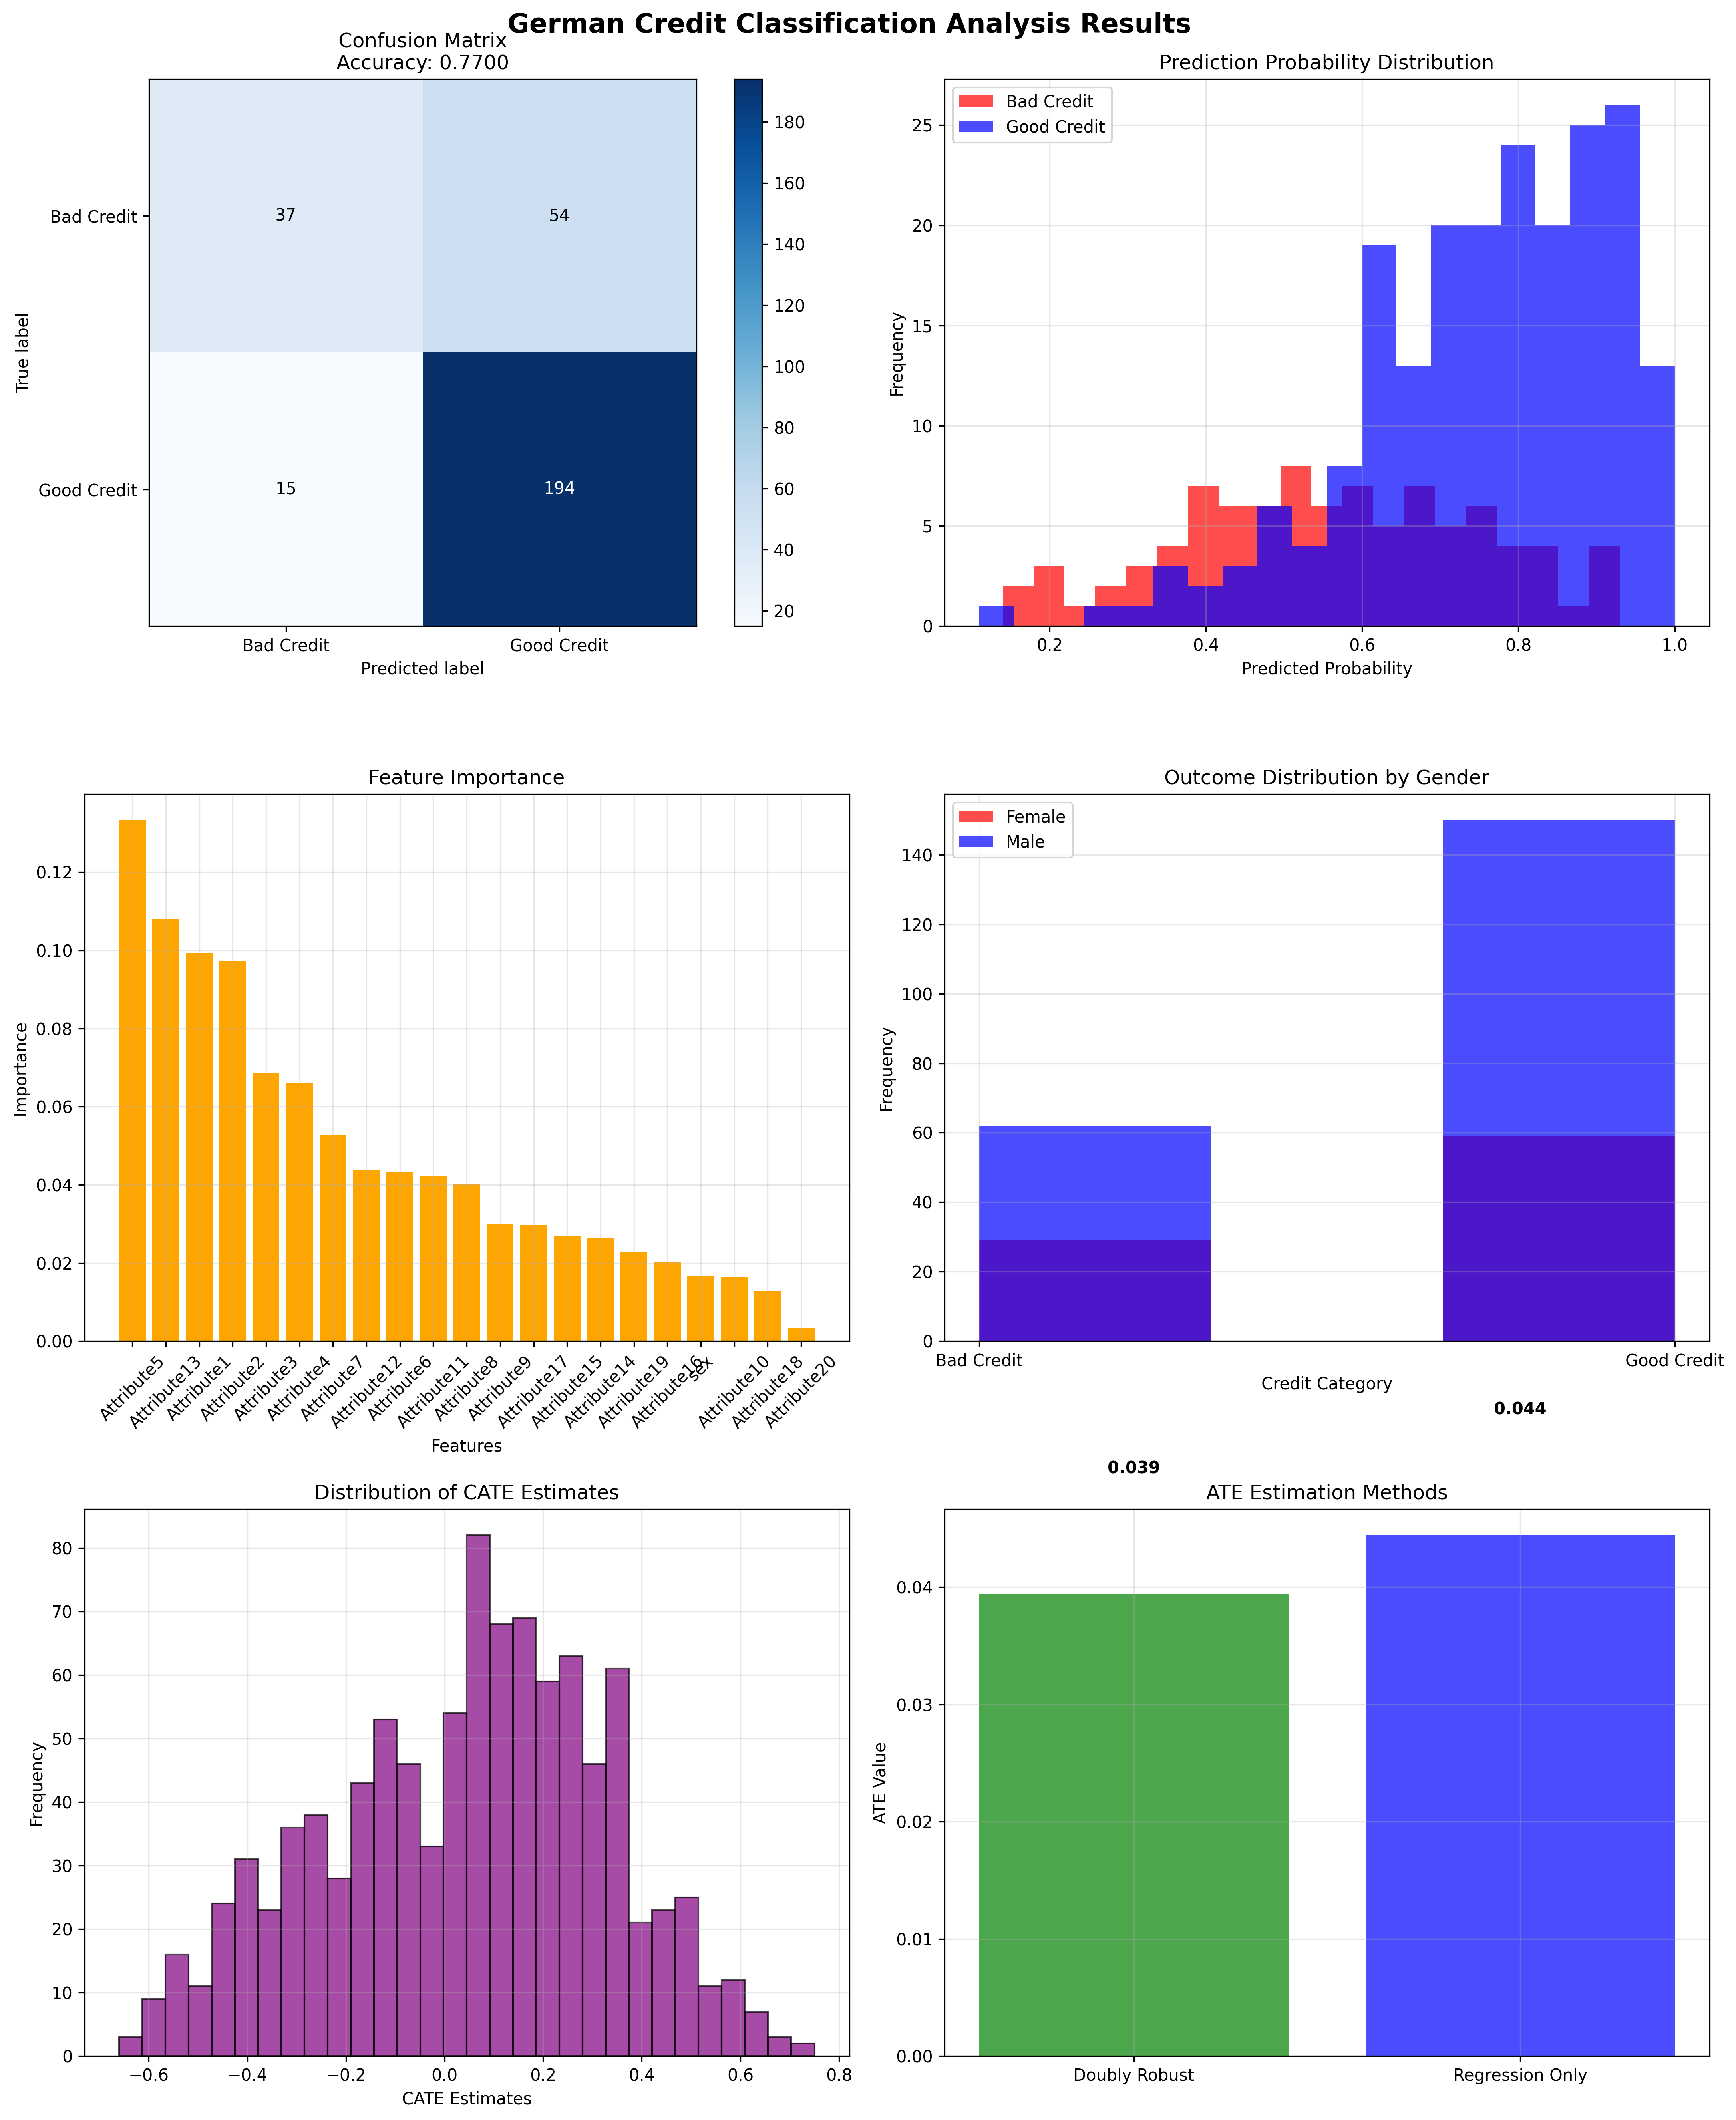 German Credit Classification Analysis Results
Confusion Matrix
Accuracy: 0.7700
True label
Bad Credit
Good Credit
37
54
15
194
Bad Credit
Good Credit
Predicted label
180
160
140
120
100
80
60
40
20
Prediction Probability Distribution
Bad Credit
Good Credit
Frequency
25
20
15
10
5
0
0.2
0.4
0.6
0.8
1.0
Predicted Probability
Feature Importance
Importance
0.12
0.10
0.08
0.06
0.04
0.02
0.00
Attribute5
Attribute13
Attribute1
Attribute2
Attribute3
Attribute4
Attribute7
Attribute12
Attribute6
Attribute11
Attribute8
Attribute9
Attribute17
Attribute15
Attribute14
Attribute19
Attribute16
sex
Attribute10
Attribute18
Attribute20
Features
Outcome Distribution by Gender
Female
Male
Frequency
140
120
100
80
60
40
20
0
Bad Credit
Good Credit
Credit Category
0.044
0.039
Distribution of CATE Estimates
Frequency
80
70
60
50
40
30
20
10
0
−0.6
−0.4
−0.2
0.0
0.2
0.4
0.6
0.8
CATE Estimates
ATE Estimation Methods
ATE Value
0.04
0.03
0.02
0.01
0.00
Doubly Robust
Regression Only